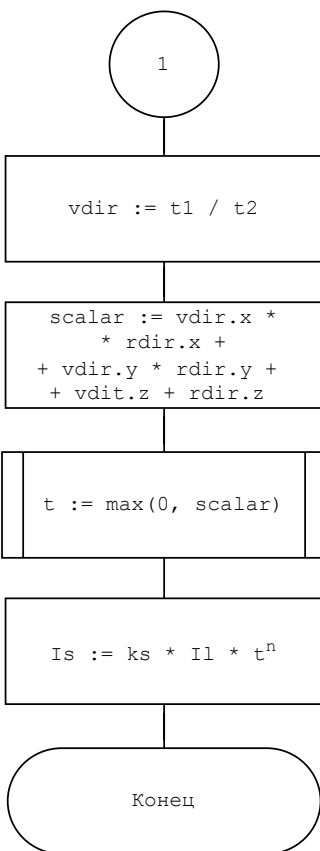 1
vdir := t1 / t2
scalar := vdir.x *
* rdir.x +
+ vdir.y * rdir.y +
+ vdit.z + rdir.z
t := max(0, scalar)
Is := ks * Il * tⁿ
Конец